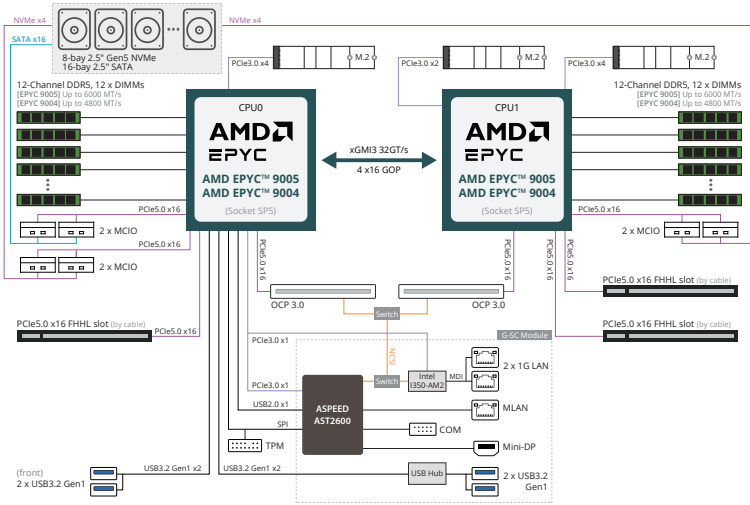 NVMe x4
NVMe x4
SATA x16
8-bay 2.5" Gen5 NVMe
16-bay 2.5" SATA
PCIe3.0 x4
M.2
PCIe3.0 x2
M.2
PCIe3.0 x4
M.2
12-Channel DDR5, 12 x DIMMs
[EPYC 9005] Up to 6000 MT/s
[EPYC 9004] Up to 4800 MT/s
12-Channel DDR5, 12 x DIMMs
[EPYC 9005] Up to 6000 MT/s
[EPYC 9004] Up to 4800 MT/s
CPU0
AMD
EPYC
AMD EPYC™ 9005
AMD EPYC™ 9004
(Socket SP5)
xGMI3 32GT/s
4 x16 GOP
CPU1
AMD
EPYC
AMD EPYC™ 9005
AMD EPYC™ 9004
(Socket SP5)
PCIe5.0 x16
2 x MCIO
PCIe5.0 x16
2 x MCIO
PCIe5.0 x16
2 x MCIO
PCIe5.0 x16
PCIe5.0 x16
PCIe5.0 x16
PCIe5.0 x16
PCIe5.0 x16 FHHL slot (by cable)
OCP 3.0
OCP 3.0
Switch
PCIe5.0 x16 FHHL slot (by cable)
PCIe5.0 x16
PCIe5.0 x16 FHHL slot (by cable)
G-SC Module
PCIe3.0 x1
NCSI
PCIe3.0 x1
Switch
Intel
I350-AM2
MDI
2 x 1G LAN
USB2.0 x1
ASPEED
AST2600
MLAN
SPI
COM
TPM
Mini-DP
(front)
2 x USB3.2 Gen1
USB3.2 Gen1 x2
USB3.2 Gen1 x2
USB Hub
2 x USB3.2
Gen1